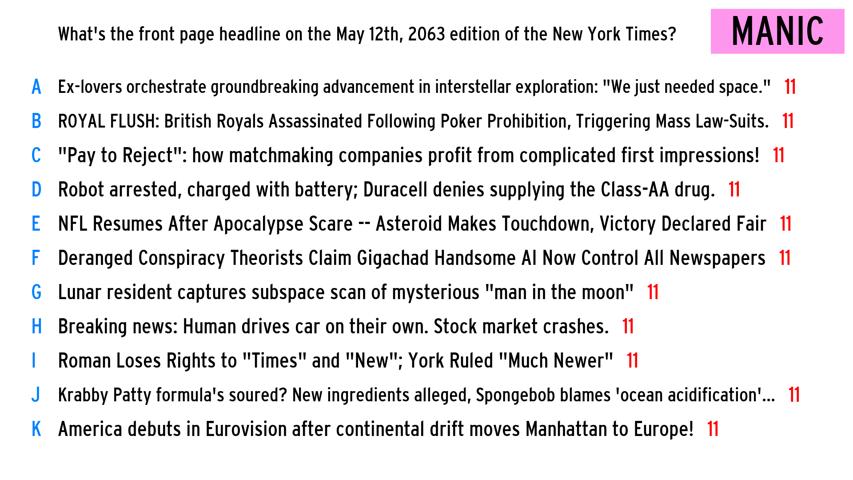 What's the front page headline on the May 12th, 2063 edition of the New York Times?
MANIC
A Ex-lovers orchestrate groundbreaking advancement in interstellar exploration: "We just needed space." 11
B ROYAL FLUSH: British Royals Assassinated Following Poker Prohibition, Triggering Mass Law-Suits. 11
C "Pay to Reject": how matchmaking companies profit from complicated first impressions! 11
D Robot arrested, charged with battery; Duracell denies supplying the Class-AA drug. 11
E NFL Resumes After Apocalypse Scare -- Asteroid Makes Touchdown, Victory Declared Fair 11
F Deranged Conspiracy Theorists Claim Gigachad Handsome AI Now Control All Newspapers 11
G Lunar resident captures subspace scan of mysterious "man in the moon" 11
H Breaking news: Human drives car on their own. Stock market crashes. 11
I Roman Loses Rights to "Times" and "New"; York Ruled "Much Newer" 11
J Krabby Patty formula's soured? New ingredients alleged, Spongebob blames 'ocean acidification'... 11
K America debuts in Eurovision after continental drift moves Manhattan to Europe! 11